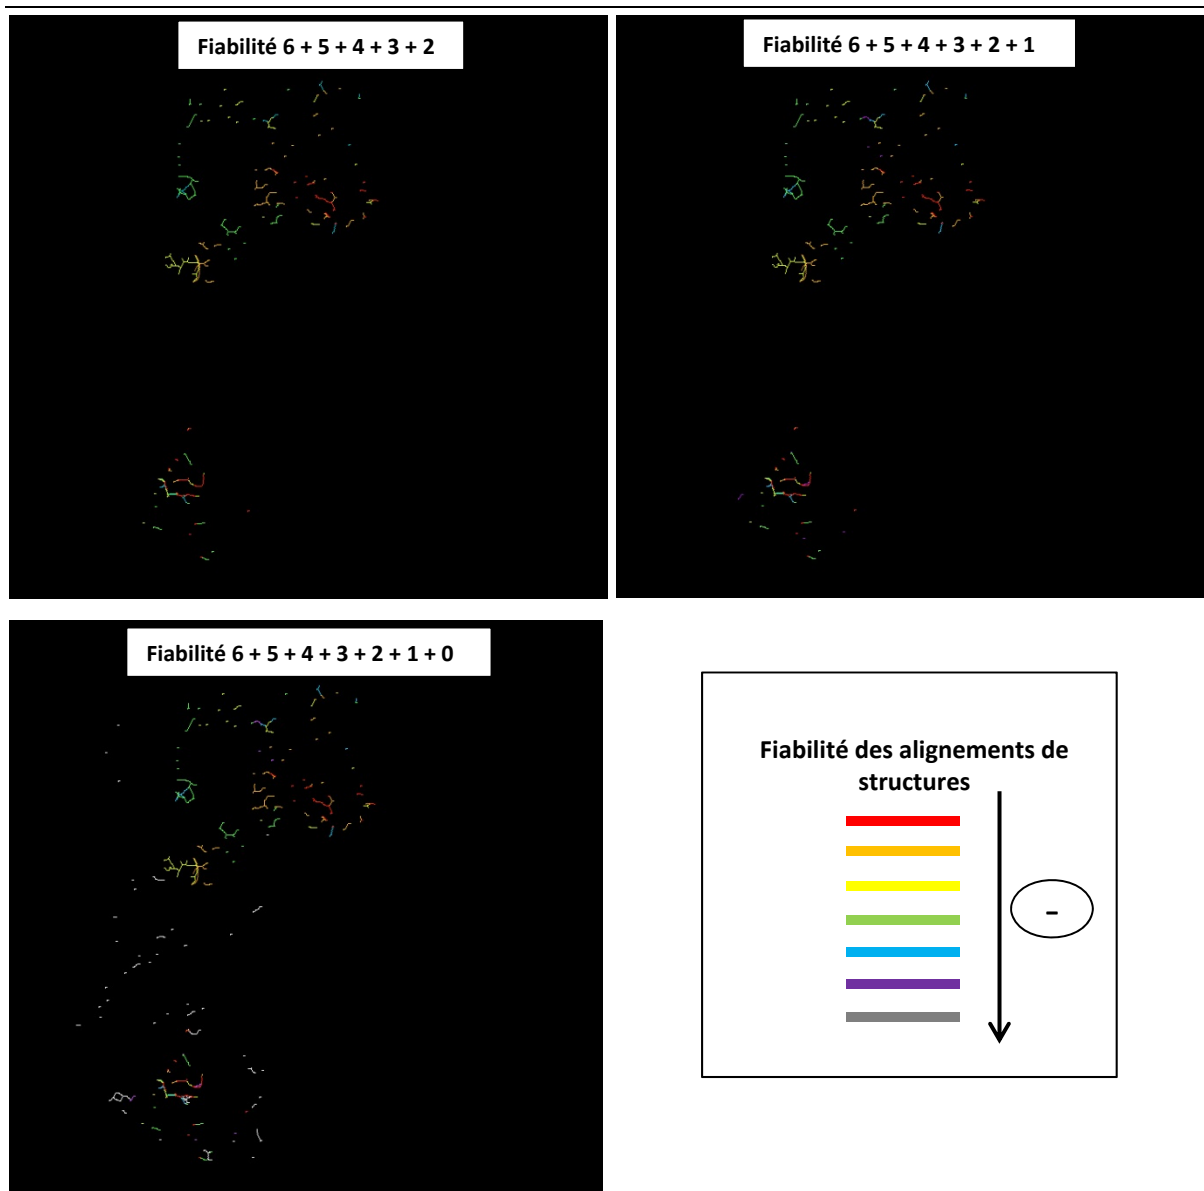 Fiabilité 6 + 5 + 4 + 3 + 2
Fiabilité 6 + 5 + 4 + 3 + 2 + 1
Fiabilité 6 + 5 + 4 + 3 + 2 + 1 + 0
Fiabilité des alignements de
structures
-